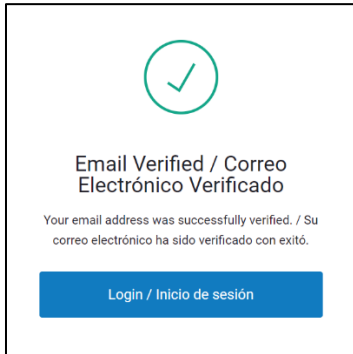 Email Verified / Correo
Electrónico Verificado
Your email address was successfully verified. / Su
correo electrónico ha sido verificado con exitó.
Login / Inicio de sesión